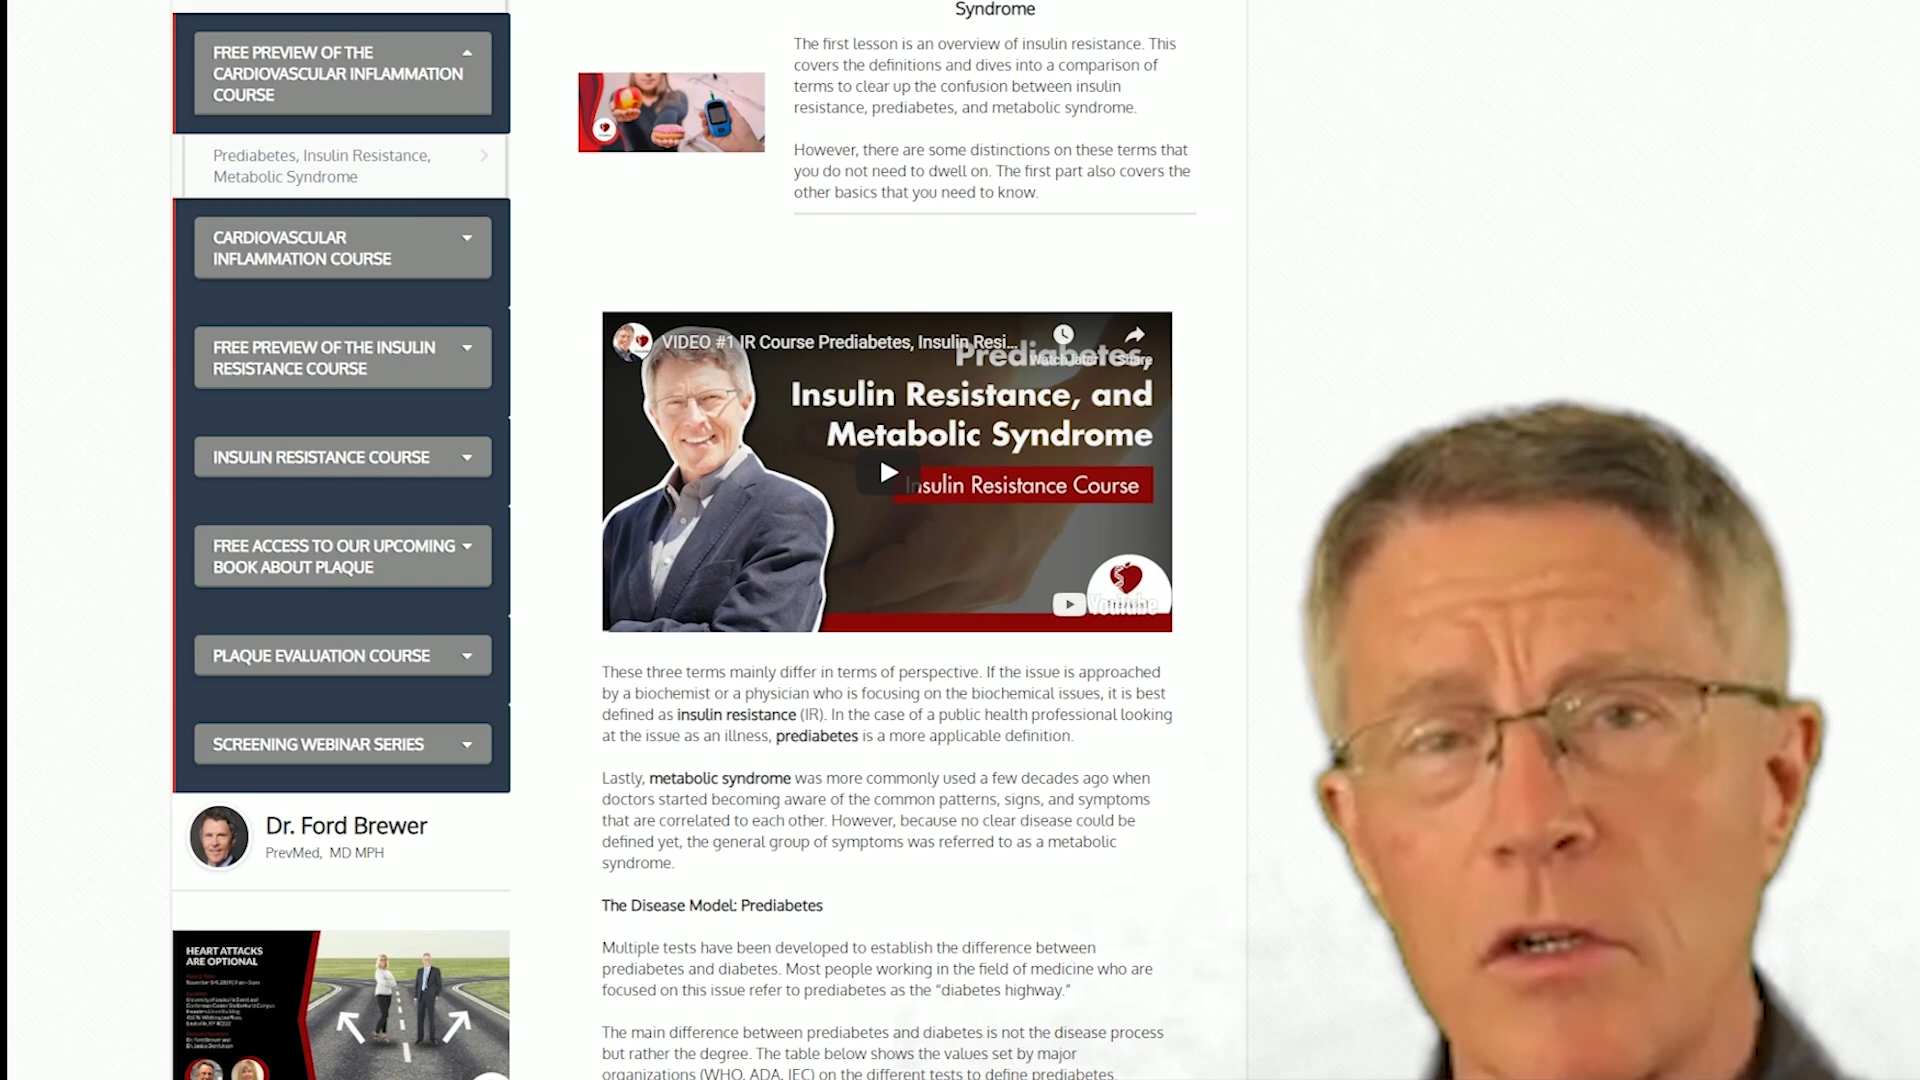 FREE PREVIEW OF THE
CARDIOVASCULAR INFLAMMATION
COURSE
Prediabetes, Insulin Resistance,
Metabolic Syndrome
CARDIOVASCULAR
INFLAMMATION COURSE
FREE PREVIEW OF THE INSULIN
RESISTANCE COURSE
INSULIN RESISTANCE COURSE
FREE ACCESS TO OUR UPCOMING
BOOK ABOUT PLAQUE
PLAQUE EVALUATION COURSE
SCREENING WEBINAR SERIES
Dr. Ford Brewer
PrevMed, MD MPH
HEART ATTACKS
ARE OPTIONAL
Syndrome
The first lesson is an overview of insulin resistance. This
covers the definitions and dives into a comparison of
terms to clear up the confusion between insulin
resistance, prediabetes, and metabolic syndrome.
However, there are some distinctions on these terms that
you do not need to dwell on. The first part also covers the
other basics that you need to know.
VIDEO #1 IR Course Prediabetes, Insulin Resi...
Watch later
Share
Prediabetes,
Insulin Resistance, and
Metabolic Syndrome
Insulin Resistance Course
YouTube
These three terms mainly differ in terms of perspective. If the issue is approached
by a biochemist or a physician who is focusing on the biochemical issues, it is best
defined as insulin resistance (IR). In the case of a public health professional looking
at the issue as an illness, prediabetes is a more applicable definition.
Lastly, metabolic syndrome was more commonly used a few decades ago when
doctors started becoming aware of the common patterns, signs, and symptoms
that are correlated to each other. However, because no clear disease could be
defined yet, the general group of symptoms was referred to as a metabolic
syndrome.
The Disease Model: Prediabetes
Multiple tests have been developed to establish the difference between
prediabetes and diabetes. Most people working in the field of medicine who are
focused on this issue refer to prediabetes as the “diabetes highway.”
The main difference between prediabetes and diabetes is not the disease process
but rather the degree. The table below shows the values set by major
organizations (WHO, ADA, IEC) on the different tests to define prediabetes.